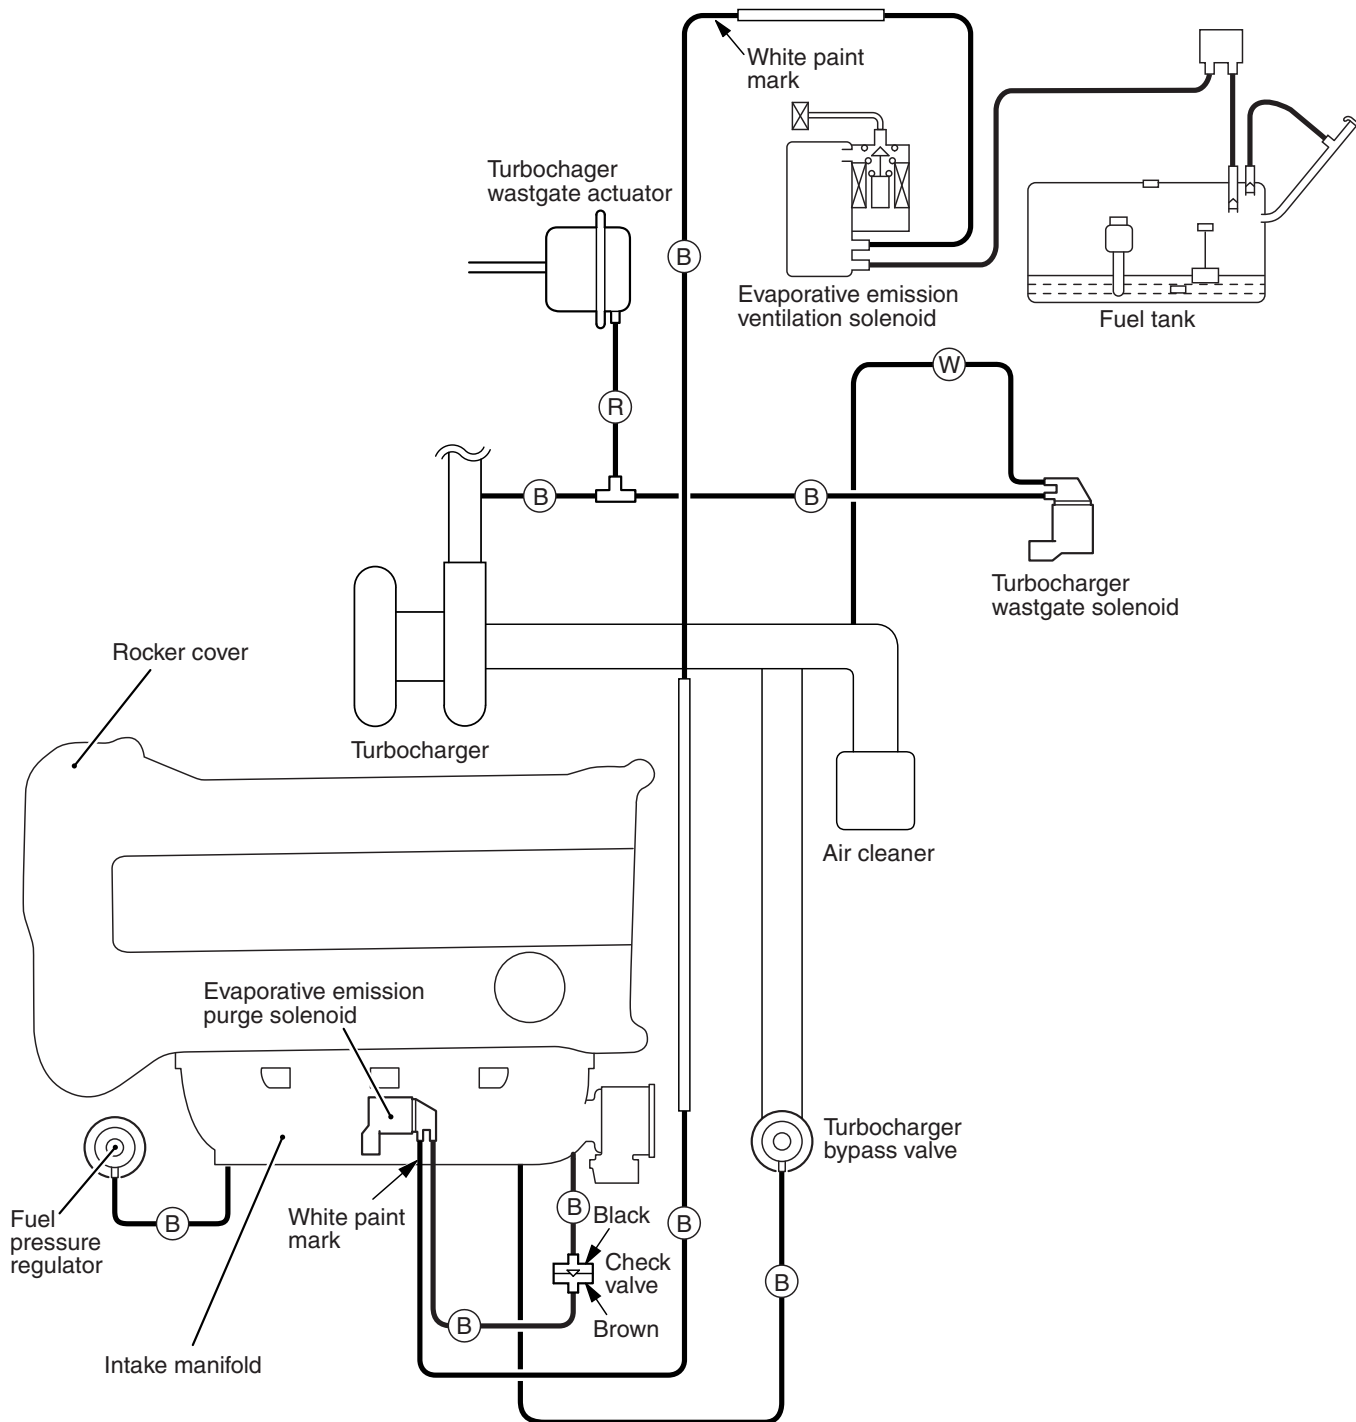 White paint
mark
Turbochager
wastgate actuator
B
Evaporative emission
ventilation solenoid
Fuel tank
W
R
B
B
Turbocharger
wastgate solenoid
Rocker cover
Turbocharger
Air cleaner
Evaporative emission
purge solenoid
Turbocharger
bypass valve
Fuel
pressure
regulator
B
White paint
mark
B
Black
B
Check
valve
B
B
Brown
Intake manifold